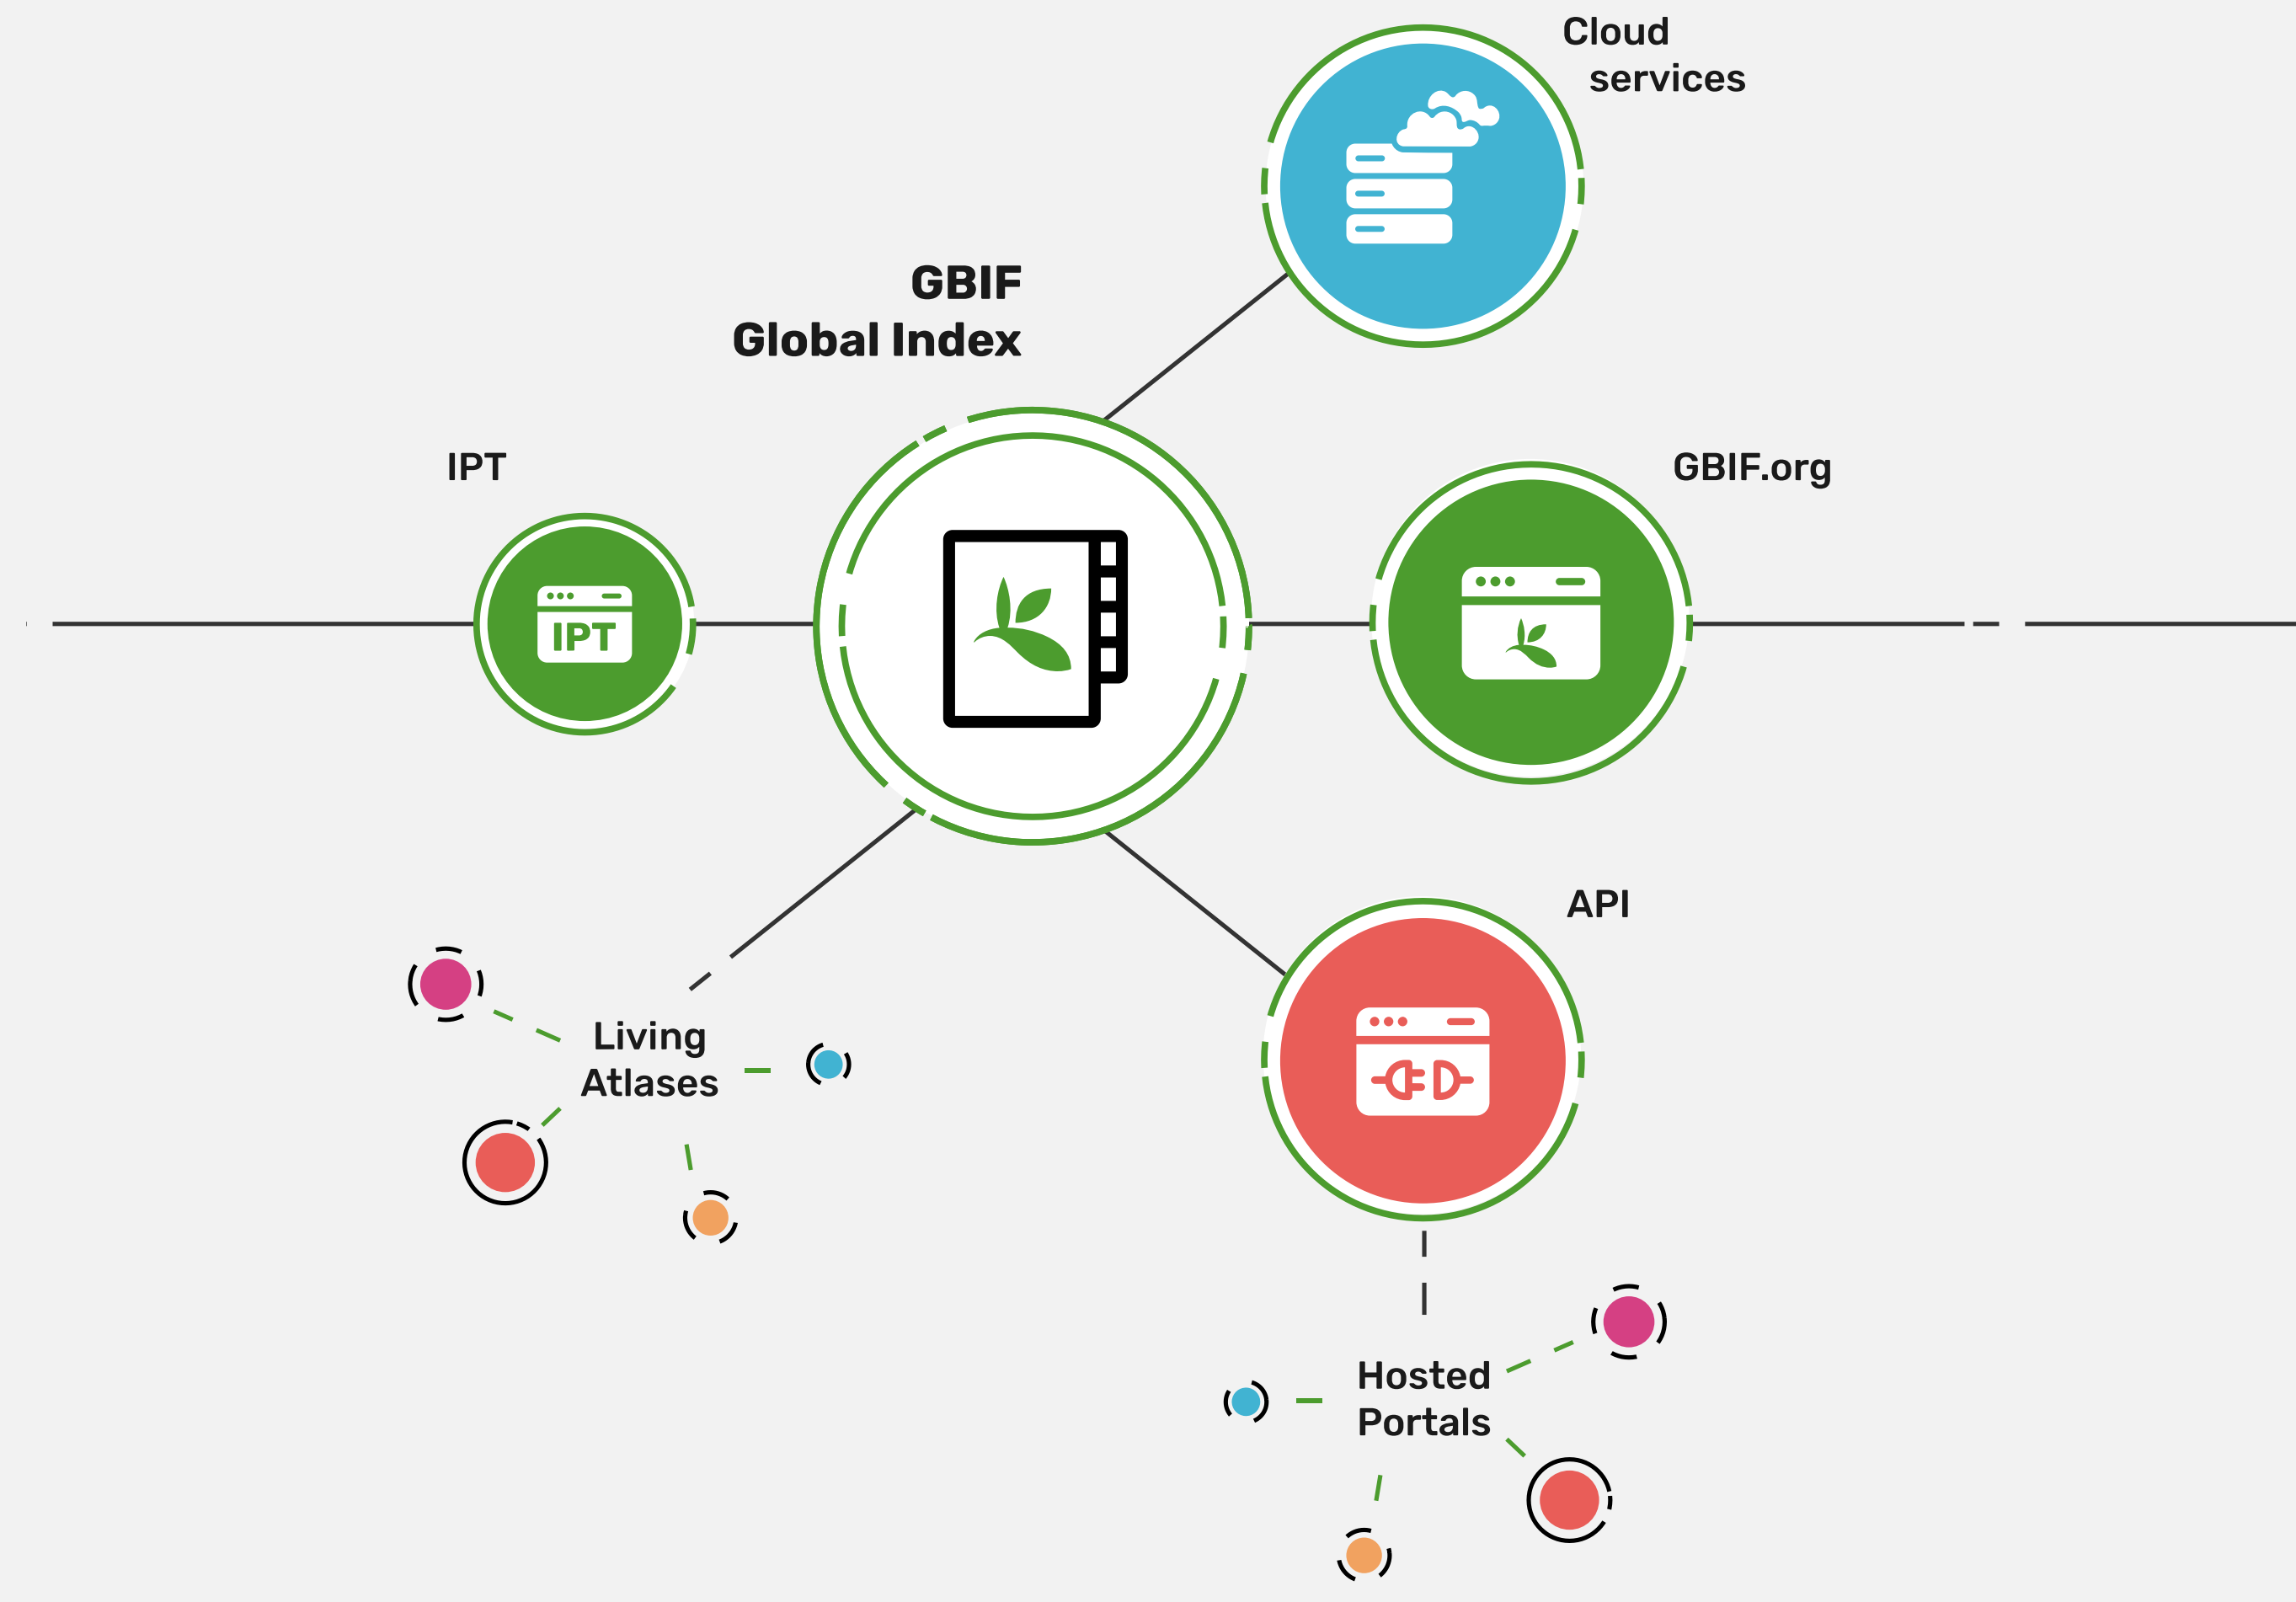 Cloud
services
GBIF
Global Index
IPT
GBIF.org
IPT
API
Living
Atlases
Hosted
Portals